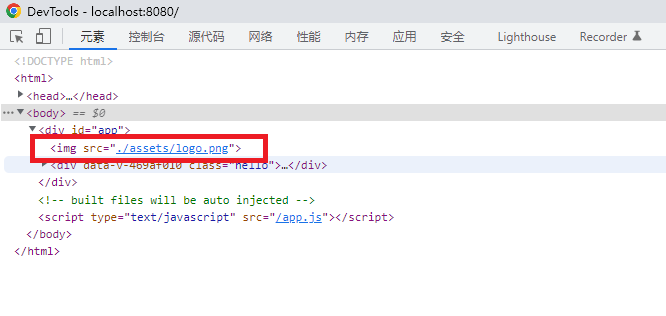 DevTools - localhost:8080/
元素 控制台 源代码 网络 性能 内存 应用 安全 Lighthouse Recorder
<!DOCTYPE html>
<html>
<head>…</head>
<body> == $0
<div id="app">
<img src="./assets/logo.png">
<div data-v-469af010 class="hello">…</div>
</div>
<!-- built files will be auto injected -->
<script type="text/javascript" src="/app.js"></script>
</body>
</html>